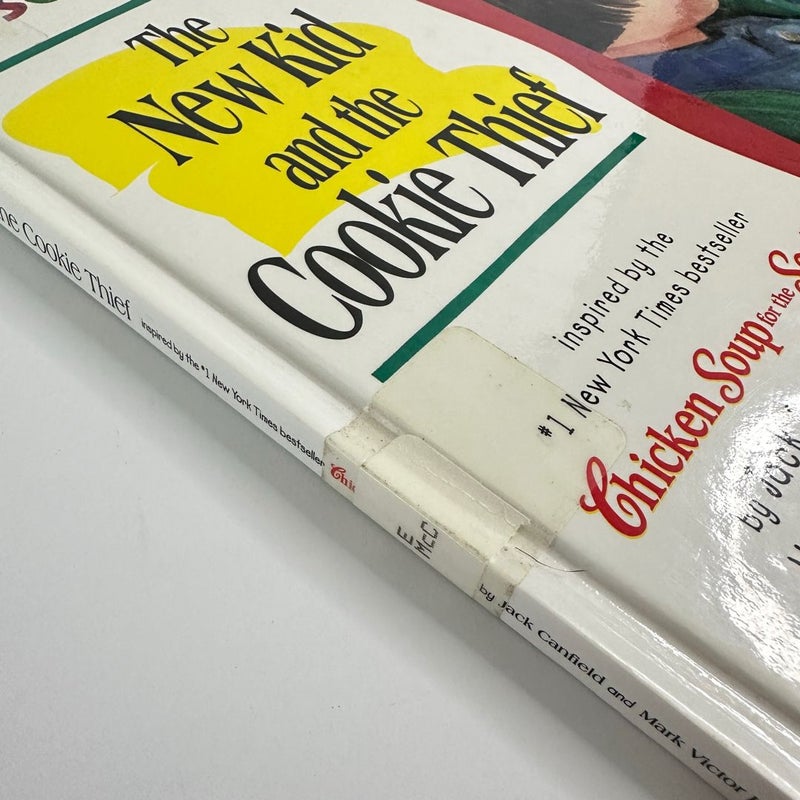 The
New Kid
and the
Cookie Thief
inspired by the
#1 New York Times bestseller
Chicken Soup for the
by Jack
Cookie Thief
inspired by the #1 New York Times bestseller
E
McC
by Jack Canfield and Mark Victor